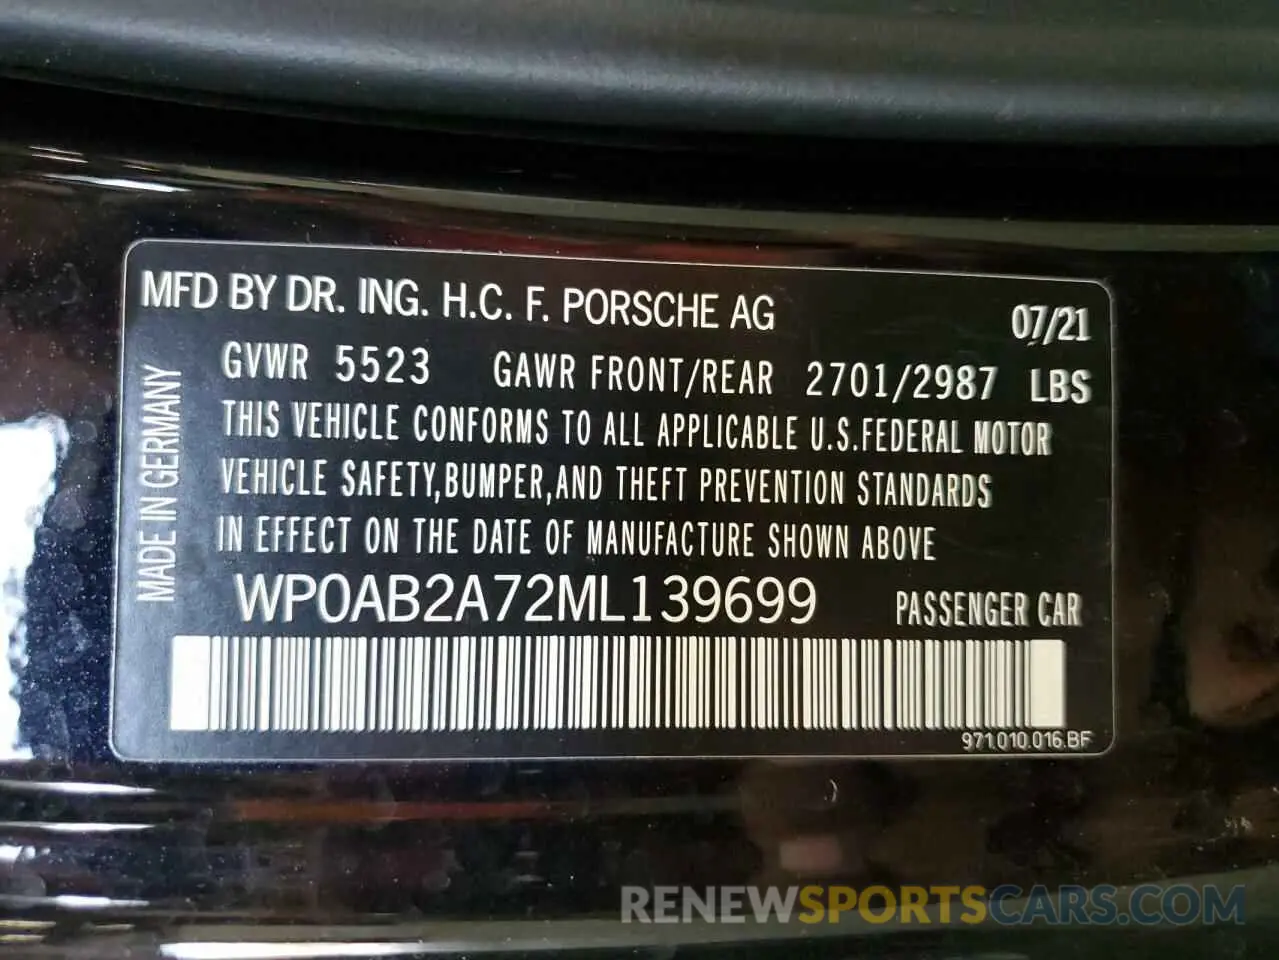 MFD BY DR. ING. H.C. F. PORSCHE AG 07/21
GVWR 5523 GAWR FRONT/REAR 2701/2987 LBS
THIS VEHICLE CONFORMS TO ALL APPLICABLE U.S.FEDERAL MOTOR
VEHICLE SAFETY,BUMPER,AND THEFT PREVENTION STANDARDS
IN EFFECT ON THE DATE OF MANUFACTURE SHOWN ABOVE
WP0AB2A72ML139699 PASSENGER CAR
971.010.016.BF
MADE IN GERMANY
RENEWSPORTSCARS.COM